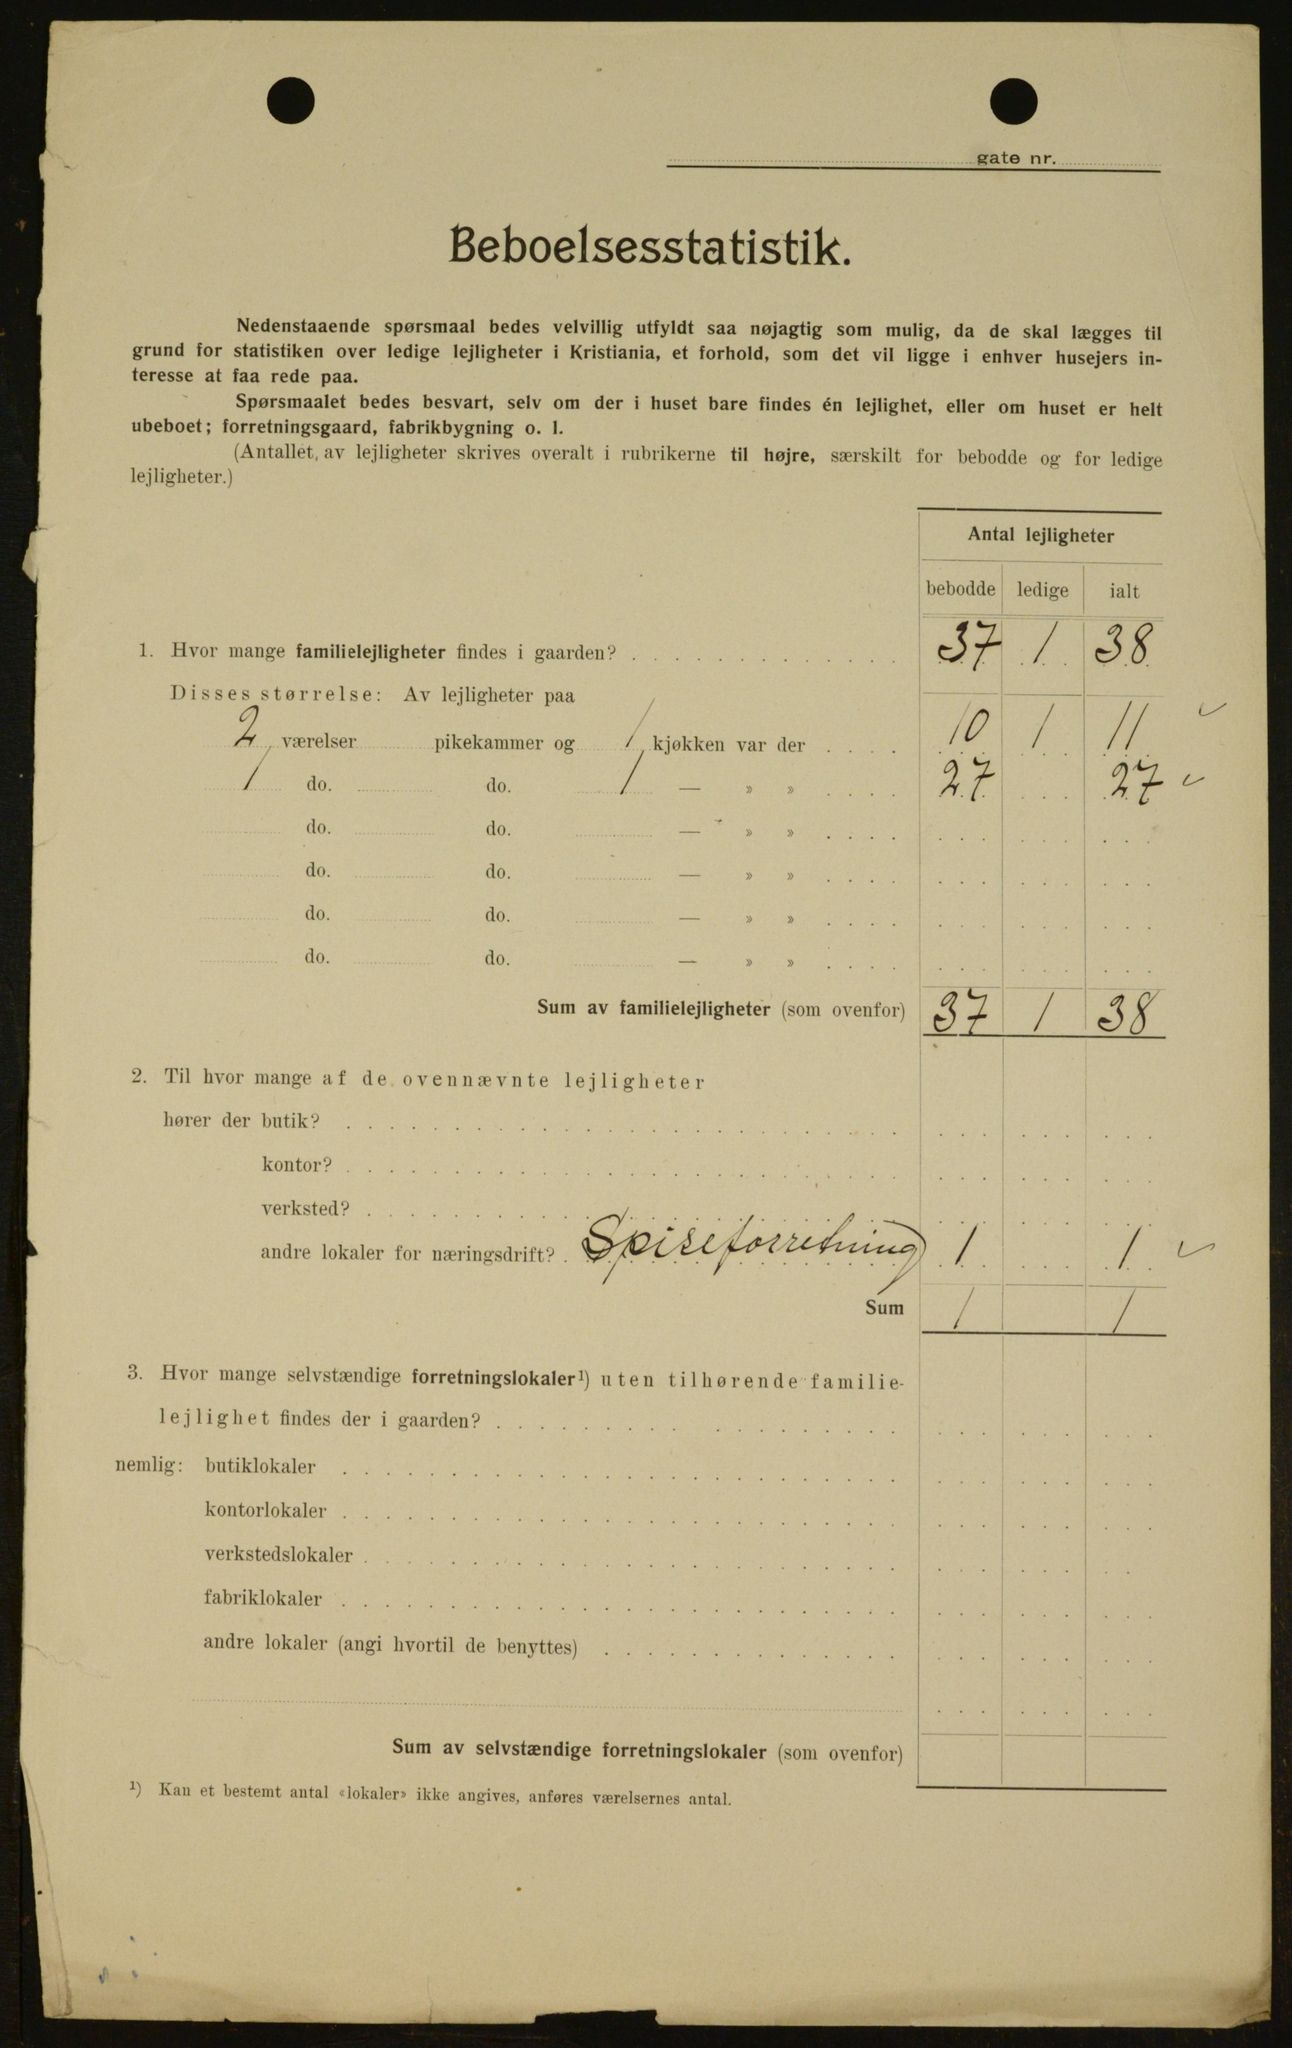 gate nr.
Beboelsesstatistik.
Nedenstaaende spørsmaal bedes velvillig utfyldt saa nøjagtig som mulig, da de skal lægges til
grund for statistiken over ledige lejligheter i Kristiania, et forhold, som det vil ligge i enhver husejers in-
teresse at faa rede paa.
Spørsmaalet bedes besvart, selv om der i huset bare findes én lejlighet, eller om huset er helt
ubeboet; forretningsgaard, fabrikbygning o. l.
(Antallet av lejligheter skrives overalt i rubrikerne til højre, særskilt for bebodde og for ledige
lejligheter.)
Antal lejligheter
bebodde ledige ialt
1. Hvor mange familielejligheter findes i gaarden? . . . . . . . . . . . . . 37 1 38
Disses størrelse: Av lejligheter paa
2 værelser pikekammer og 1 kjøkken var der . . . . 10 1 11
1 do. do. 1 — » » . . . . 27 27
do. do. — » » . . . .
do. do. — » » . . . .
do. do. — » » . . . .
do. do. — » » . . . .
Sum av familielejligheter (som ovenfor) 37 1 38
2. Til hvor mange af de ovennævnte lejligheter
hører der butik?
kontor?
verksted?
andre lokaler for næringsdrift? Spiseforretning 1 1
Sum 1 1
3. Hvor mange selvstændige forretningslokaler¹) uten tilhørende familie-
lejlighet findes der i gaarden?
nemlig: butiklokaler
kontorlokaler
verkstedslokaler
fabriklokaler
andre lokaler (angi hvortil de benyttes)
Sum av selvstændige forretningslokaler (som ovenfor)
¹) Kan et bestemt antal «lokaler» ikke angives, anføres værelsernes antal.